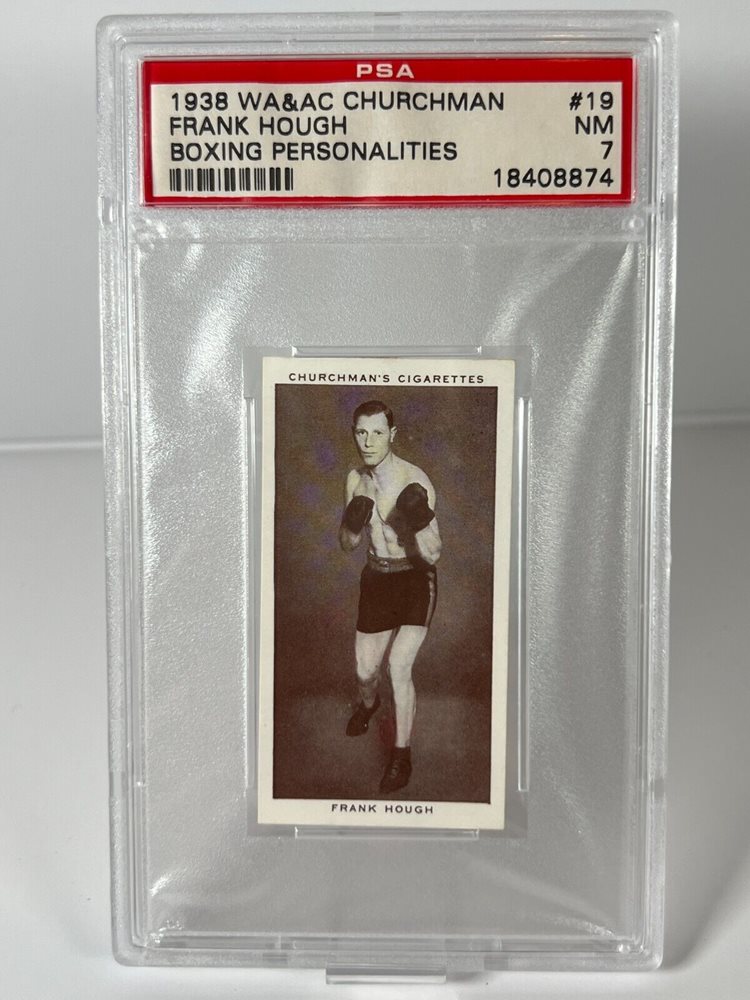 PSA
1938 WA&AC CHURCHMAN #19
FRANK HOUGH NM
BOXING PERSONALITIES 7
18408874
CHURCHMAN'S CIGARETTES
FRANK HOUGH